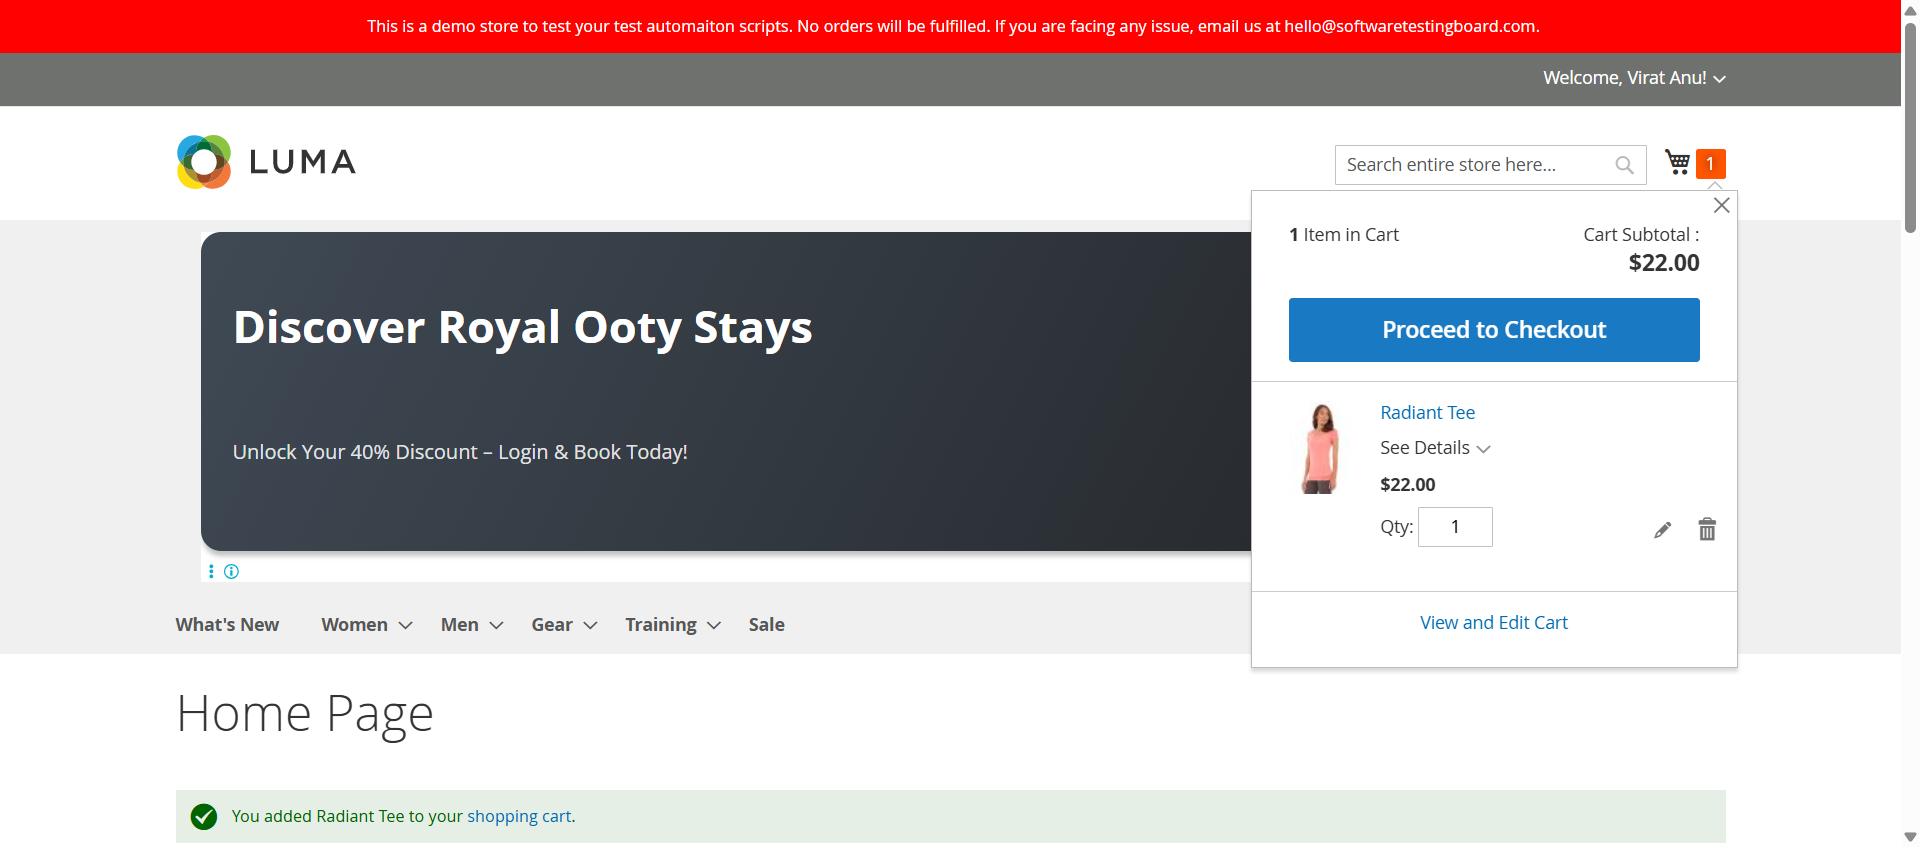 This is a demo store to test your test automaiton scripts. No orders will be fulfilled. If you are facing any issue, email us at hello@softwaretestingboard.com.
Welcome, Virat Anu!
LUMA
Search entire store here...
1
1 Item in Cart
Cart Subtotal :
$22.00
Proceed to Checkout
Radiant Tee
See Details
$22.00
Qty: 1
View and Edit Cart
Discover Royal Ooty Stays
Unlock Your 40% Discount – Login & Book Today!
What's New Women Men Gear Training Sale
Home Page
You added Radiant Tee to your shopping cart.